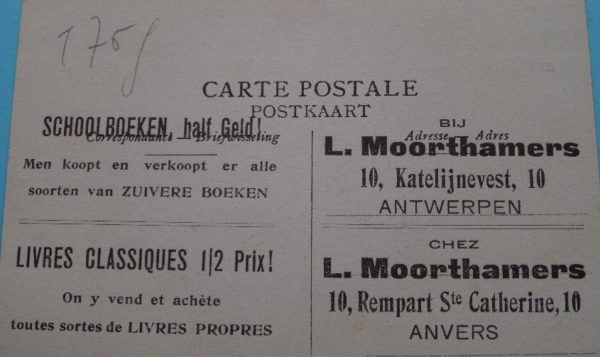 175
CARTE POSTALE
POSTKAART
SCHOOLBOEKEN, half Geld!
Correspondance — Briefwisseling
Men koopt en verkoopt er alle
soorten van ZUIVERE BOEKEN
LIVRES CLASSIQUES 1|2 Prix!
On y vend et achète
toutes sortes de LIVRES PROPRES
BIJ
Adresse — Adres
L. Moorthamers
10, Katelijnevest, 10
ANTWERPEN
CHEZ
L. Moorthamers
10, Rempart Ste Catherine, 10
ANVERS